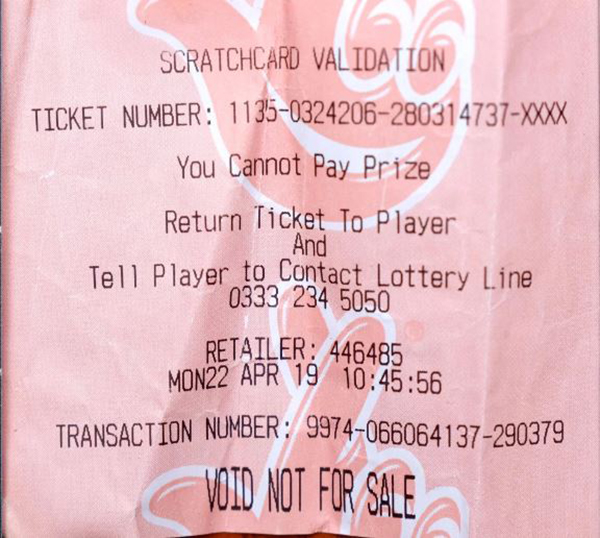 SCRATCHCARD VALIDATION
TICKET NUMBER: 1135-0324206-280314737-XXXX
You Cannot Pay Prize
Return Ticket To Player
And
Tell Player to Contact Lottery Line
0333 234 5050
RETAILER: 446485
MON22 APR 19 10:45:56
TRANSACTION NUMBER: 9974-066064137-290379
VOID NOT FOR SALE